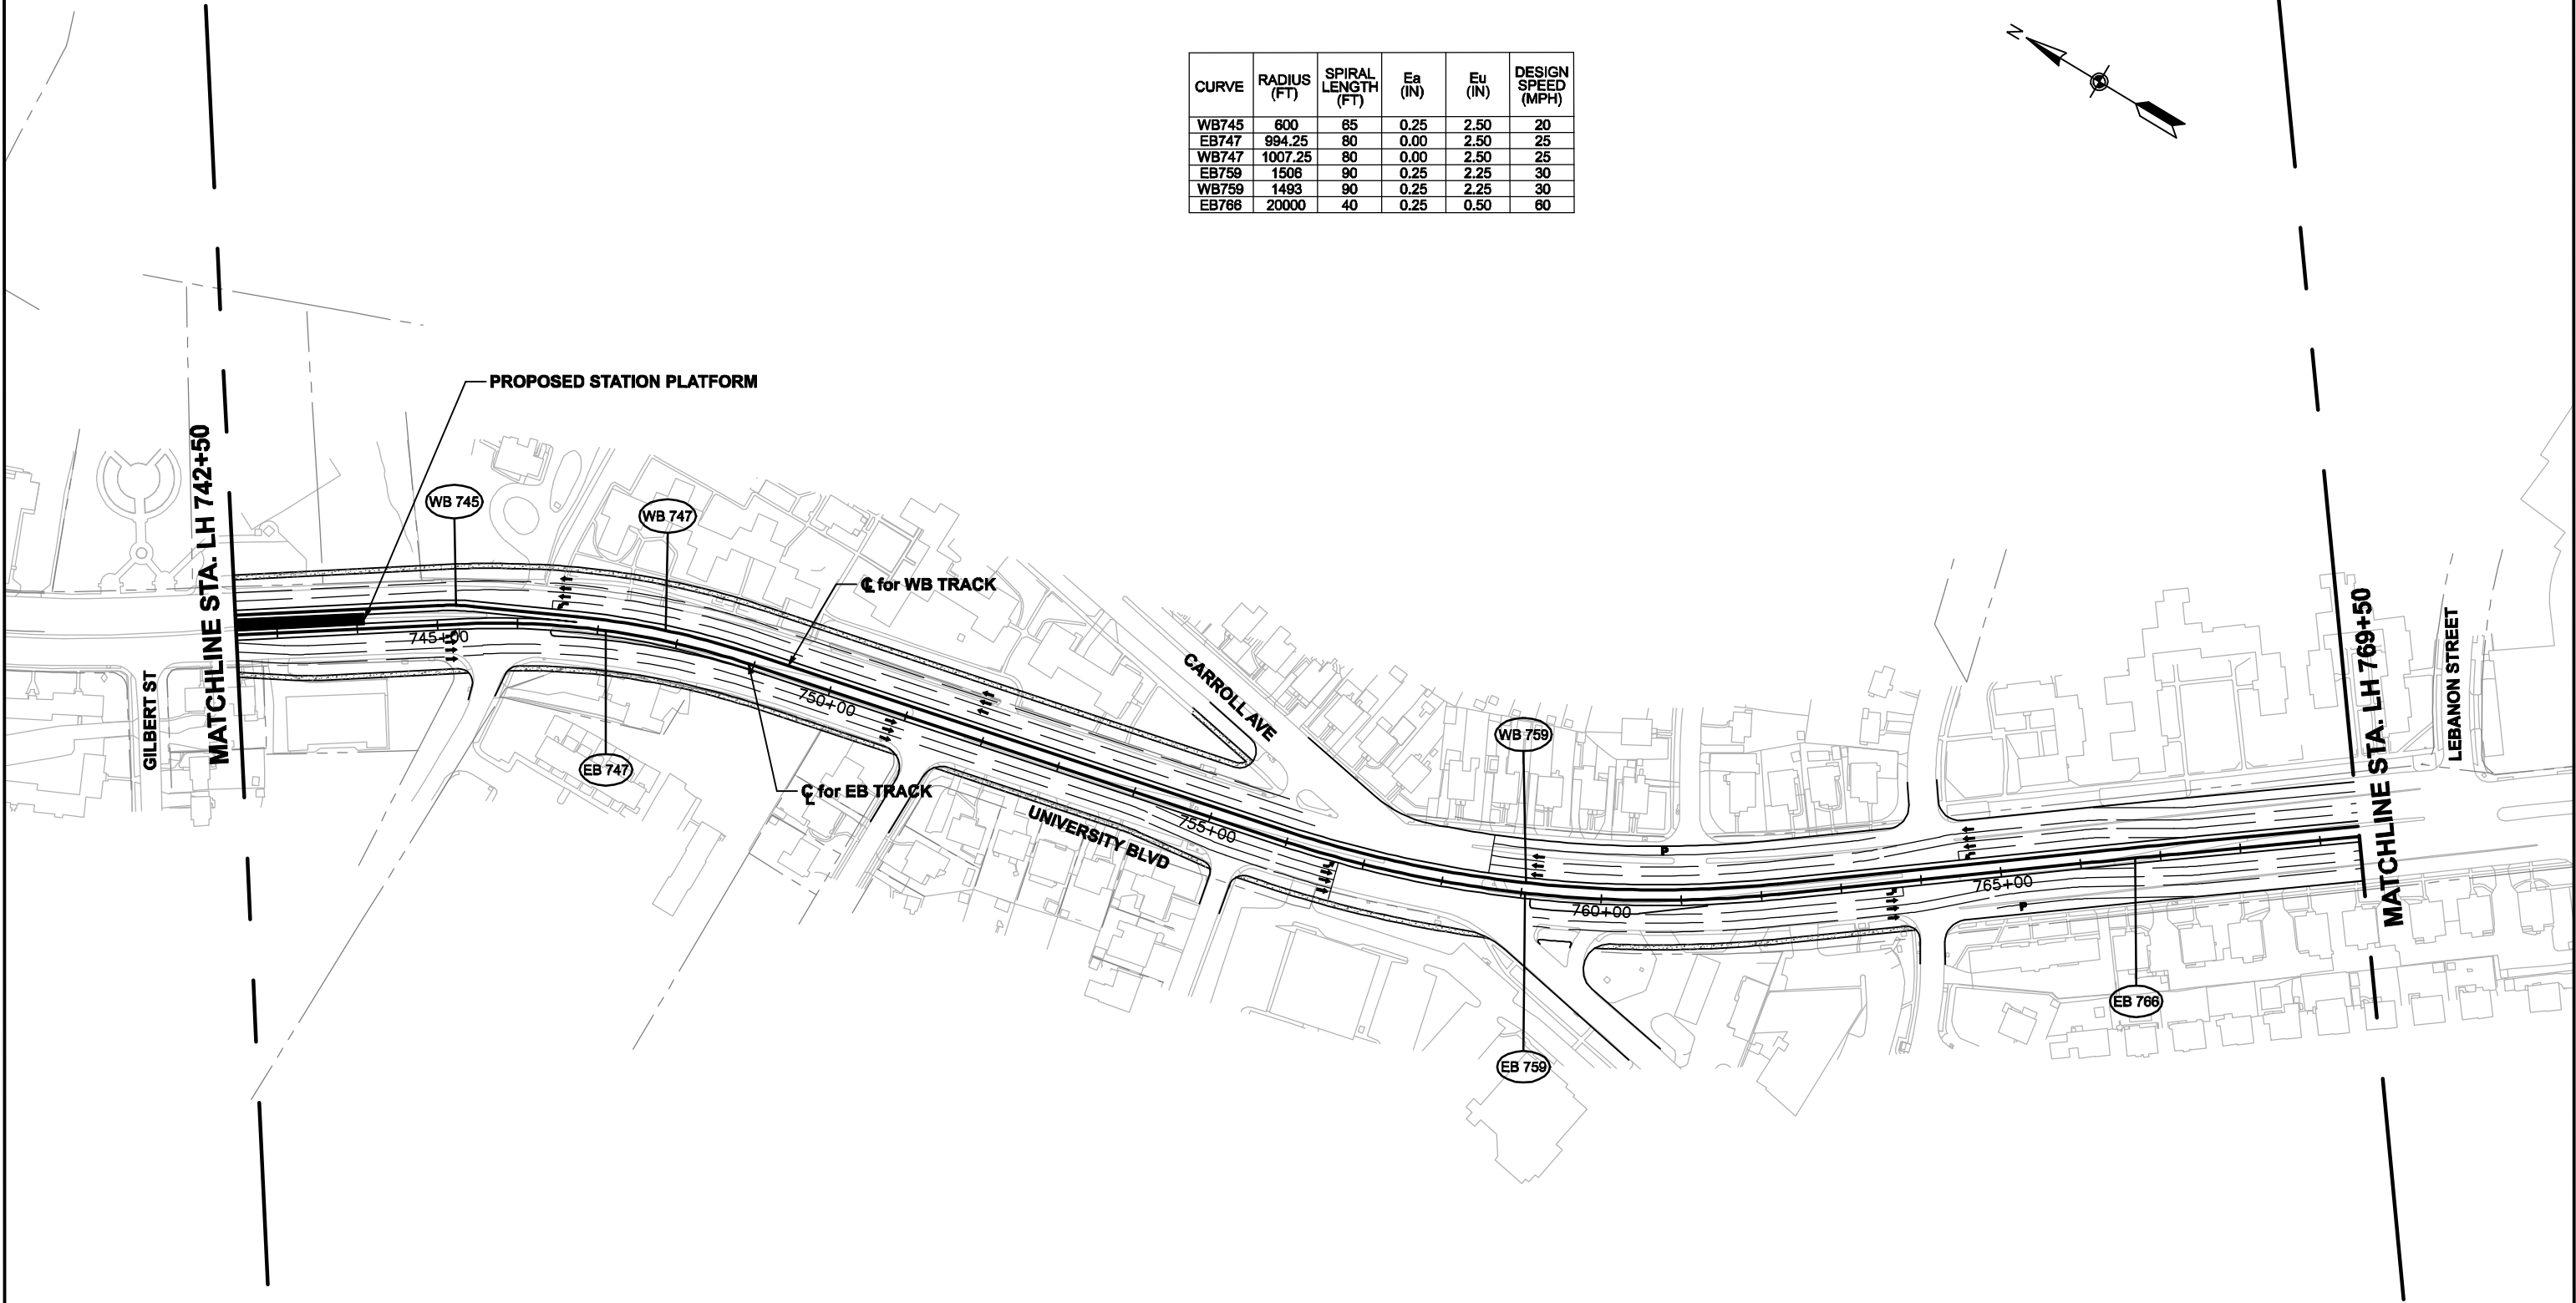 N
CURVE RADIUS (FT) SPIRAL LENGTH (FT) Ea (IN) Eu (IN) DESIGN SPEED (MPH)
WB745 600 65 0.25 2.50 20
EB747 994.25 80 0.00 2.50 25
WB747 1007.25 80 0.00 2.50 25
EB759 1506 90 0.25 2.25 30
WB759 1493 90 0.25 2.25 30
EB766 20000 40 0.25 0.50 60
PROPOSED STATION PLATFORM
MATCHLINE STA. LH 742+50
GILBERT ST
WB 745
WB 747
℄ for WB TRACK
745+00
EB 747
750+00
℄ for EB TRACK
UNIVERSITY BLVD
CARROLL AVE
755+00
WB 759
P
760+00
EB 759
765+00
P
EB 766
MATCHLINE STA. LH 769+50
LEBANON STREET